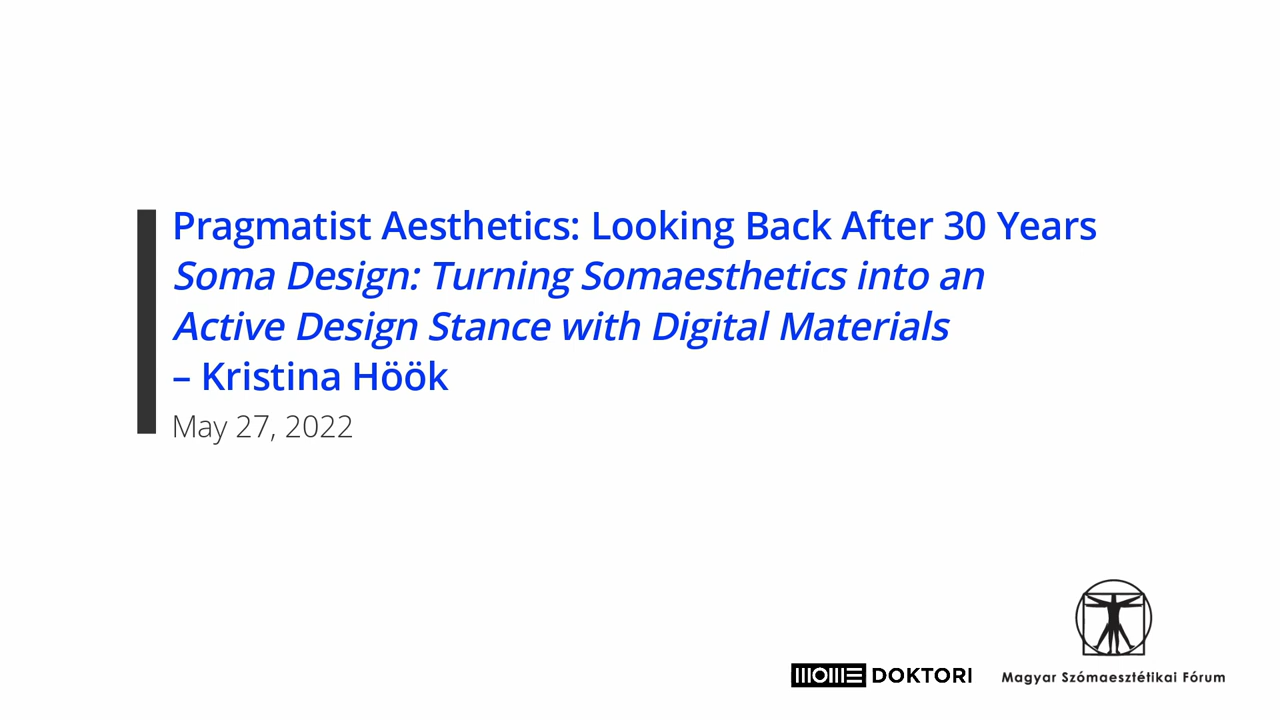 Pragmatist Aesthetics: Looking Back After 30 Years
Soma Design: Turning Somaesthetics into an
Active Design Stance with Digital Materials
– Kristina Höök
May 27, 2022
MOME DOKTORI
Magyar Szómaesztétikai Fórum